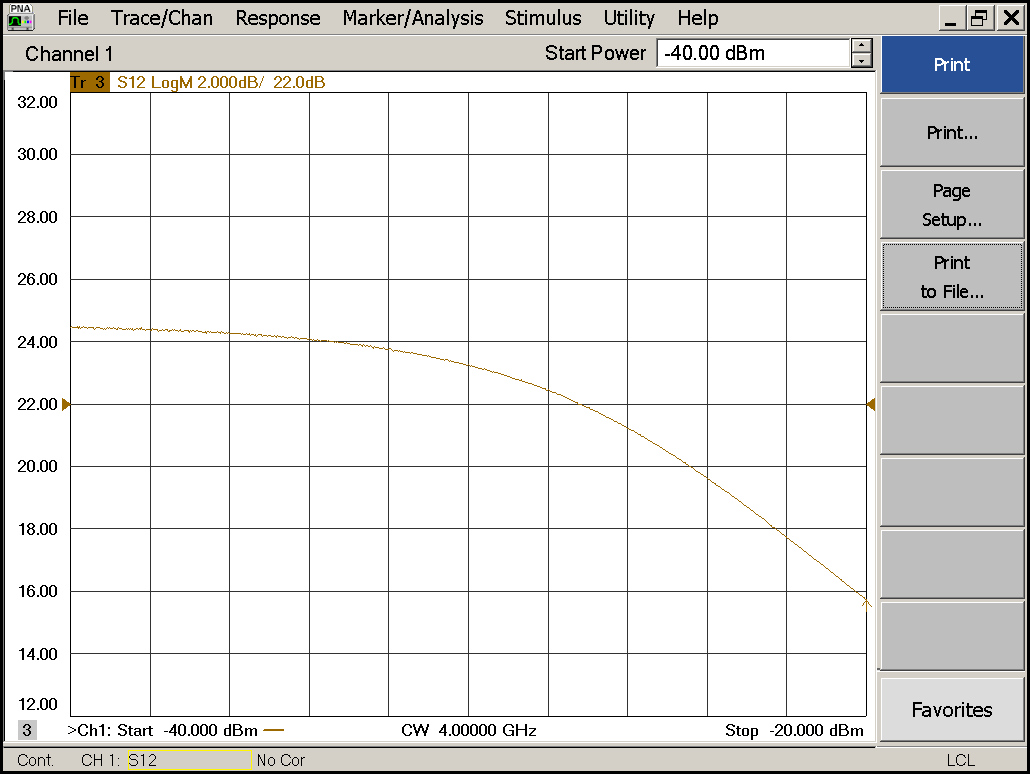 PNA
File Trace/Chan Response Marker/Analysis Stimulus Utility Help
Channel 1 Start Power -40.00 dBm
Tr 3 S12 LogM 2.000dB/ 22.0dB
32.00
30.00
28.00
26.00
24.00
22.00
20.00
18.00
16.00
14.00
12.00
3 >Ch1: Start -40.000 dBm CW 4.00000 GHz Stop -20.000 dBm
Cont. CH 1: S12 No Cor LCL
Print
Print...
Page
Setup...
Print
to File...
Favorites